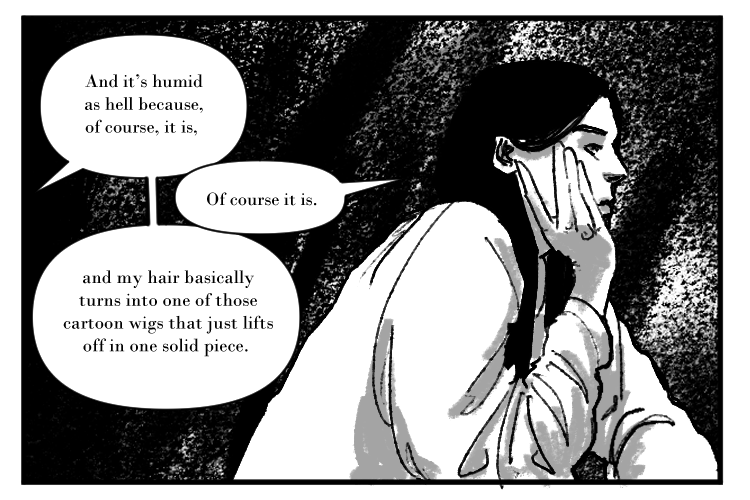 And it's humid
as hell because,
of course, it is,
Of course it is.
and my hair basically
turns into one of those
cartoon wigs that just lifts
off in one solid piece.